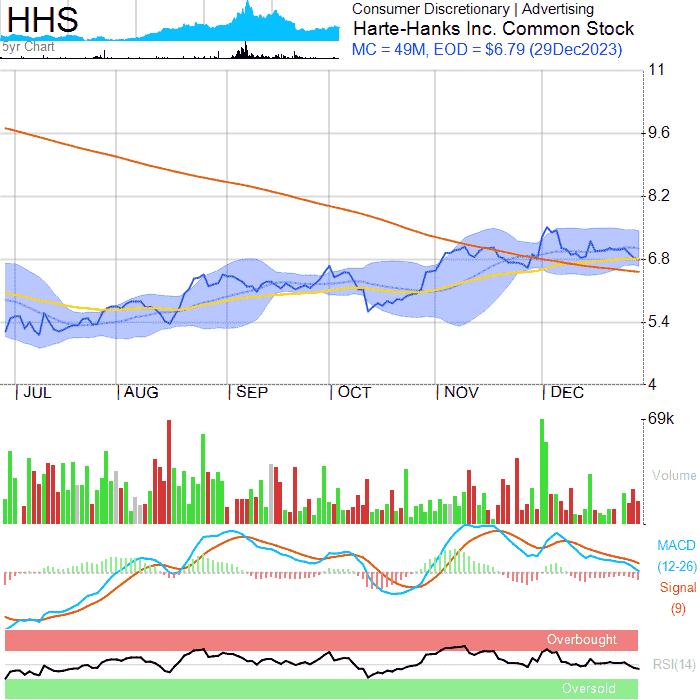 HHS
5yr Chart
Consumer Discretionary | Advertising
Harte-Hanks Inc. Common Stock
MC = 49M, EOD = $6.79 (29Dec2023)
11
9.6
8.2
6.8
5.4
4
JUL AUG SEP OCT NOV DEC
69k
Volume
MACD
(12-26)
Signal
(9)
Overbought
RSI(14)
Oversold